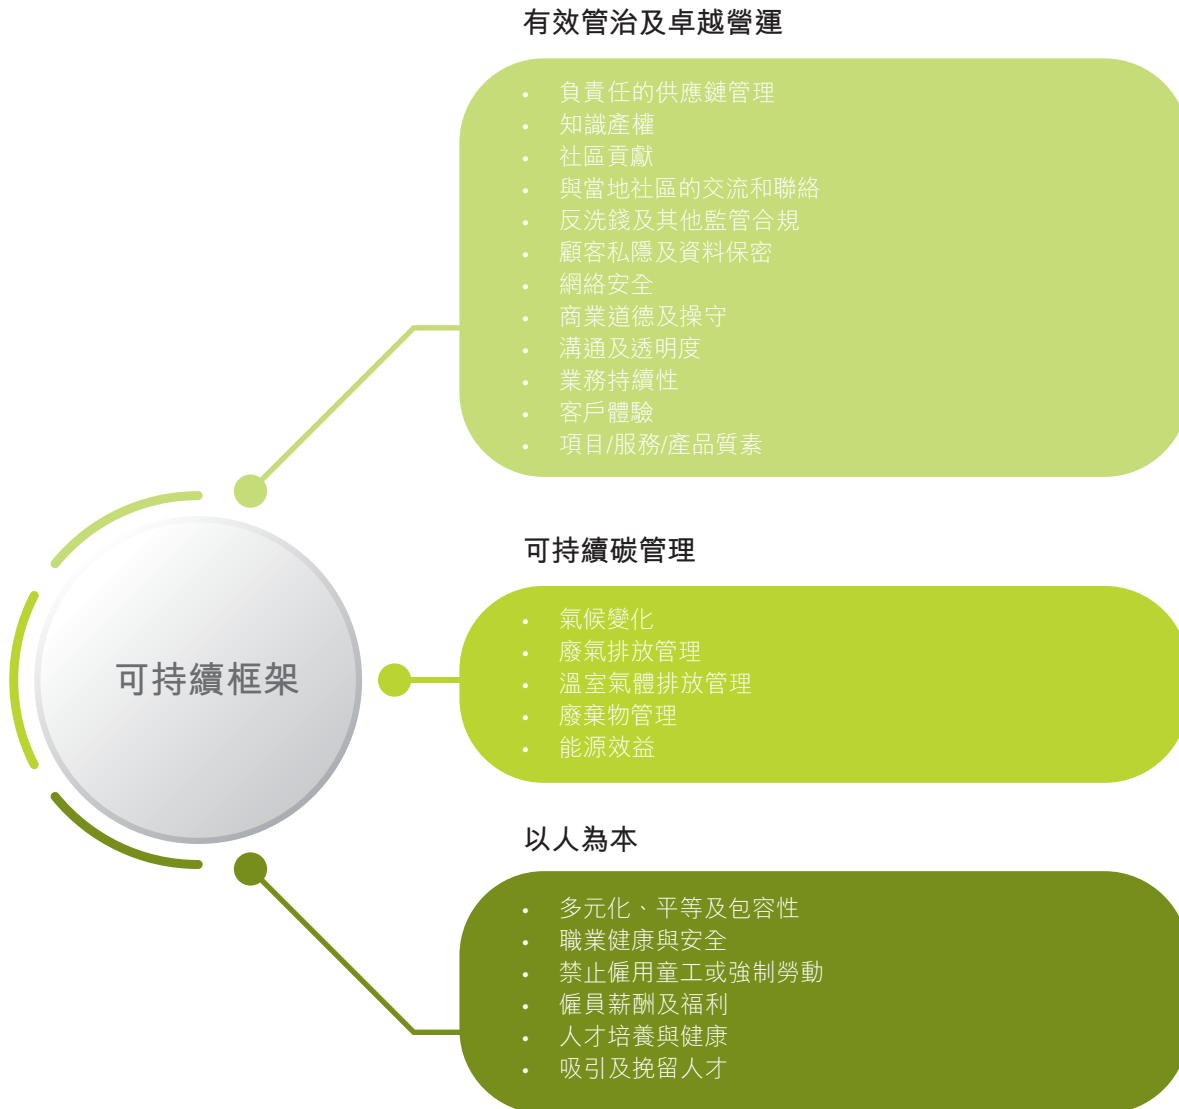 有效管治及卓越營運
• 負責任的供應鏈管理
• 知識產權
• 社區貢獻
• 與當地社區的交流和聯絡
• 反洗錢及其他監管合規
• 顧客私隱及資料保密
• 網絡安全
• 商業道德及操守
• 溝通及透明度
• 業務持續性
• 客戶體驗
• 項目/服務/產品質素
可持續碳管理
• 氣候變化
• 廢氣排放管理
• 溫室氣體排放管理
• 廢棄物管理
• 能源效益
可持續框架
以人為本
• 多元化、平等及包容性
• 職業健康與安全
• 禁止僱用童工或強制勞動
• 僱員薪酬及福利
• 人才培養與健康
• 吸引及挽留人才